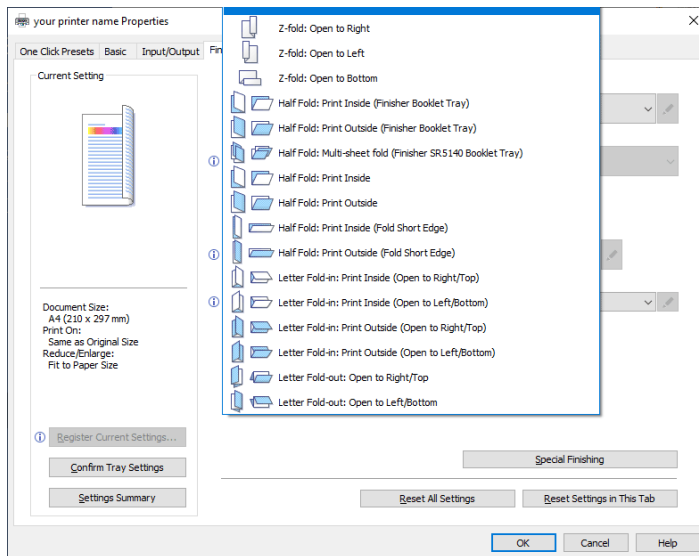 your printer name Properties
One Click Presets
Basic
Input/Output
Fin
Current Setting
Document Size:
A4 (210 x 297 mm)
Print On:
Same as Original Size
Reduce/Enlarge:
Fit to Paper Size
Register Current Settings...
Confirm Tray Settings
Settings Summary
Z-fold: Open to Right
Z-fold: Open to Left
Z-fold: Open to Bottom
Half Fold: Print Inside (Finisher Booklet Tray)
Half Fold: Print Outside (Finisher Booklet Tray)
Half Fold: Multi-sheet fold (Finisher SR5140 Booklet Tray)
Half Fold: Print Inside
Half Fold: Print Outside
Half Fold: Print Inside (Fold Short Edge)
Half Fold: Print Outside (Fold Short Edge)
Letter Fold-in: Print Inside (Open to Right/Top)
Letter Fold-in: Print Inside (Open to Left/Bottom)
Letter Fold-in: Print Outside (Open to Right/Top)
Letter Fold-in: Print Outside (Open to Left/Bottom)
Letter Fold-out: Open to Right/Top
Letter Fold-out: Open to Left/Bottom
Special Finishing
Reset All Settings
Reset Settings in This Tab
OK
Cancel
Help